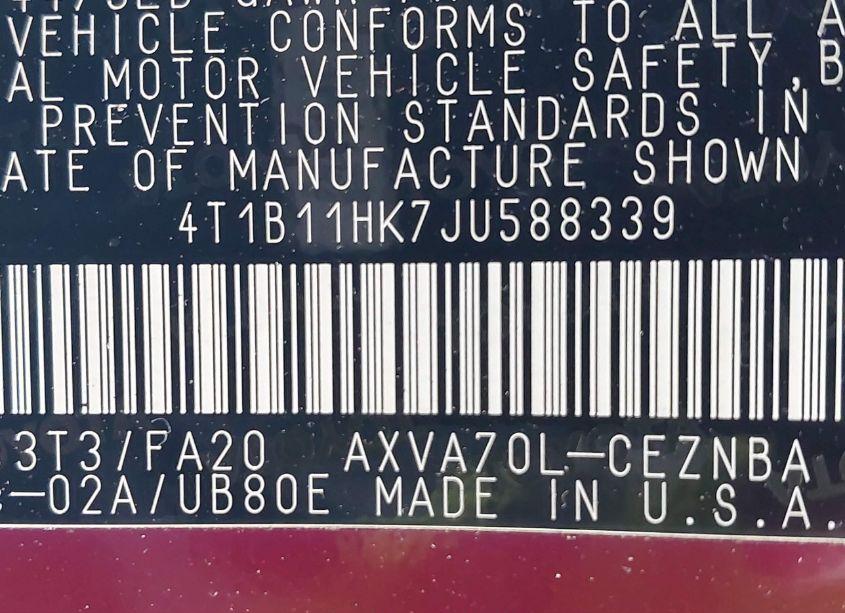 VEHICLE CONFORMS TO ALL A
AL MOTOR VEHICLE SAFETY, B
PREVENTION STANDARDS IN
ATE OF MANUFACTURE SHOWN
4T1B11HK7JU588339
3T3/FA20 AXVA70L-CEZNBA
-02A/UB80E MADE IN U.S.A.